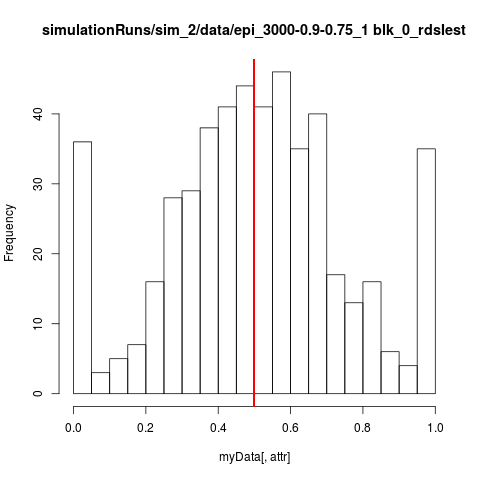 simulationRuns/sim_2/data/epi_3000-0.9-0.75_1 blk_0_rdslest
40
30
20
10
0
Frequency
0.0 0.2 0.4 0.6 0.8 1.0
myData[, attr]